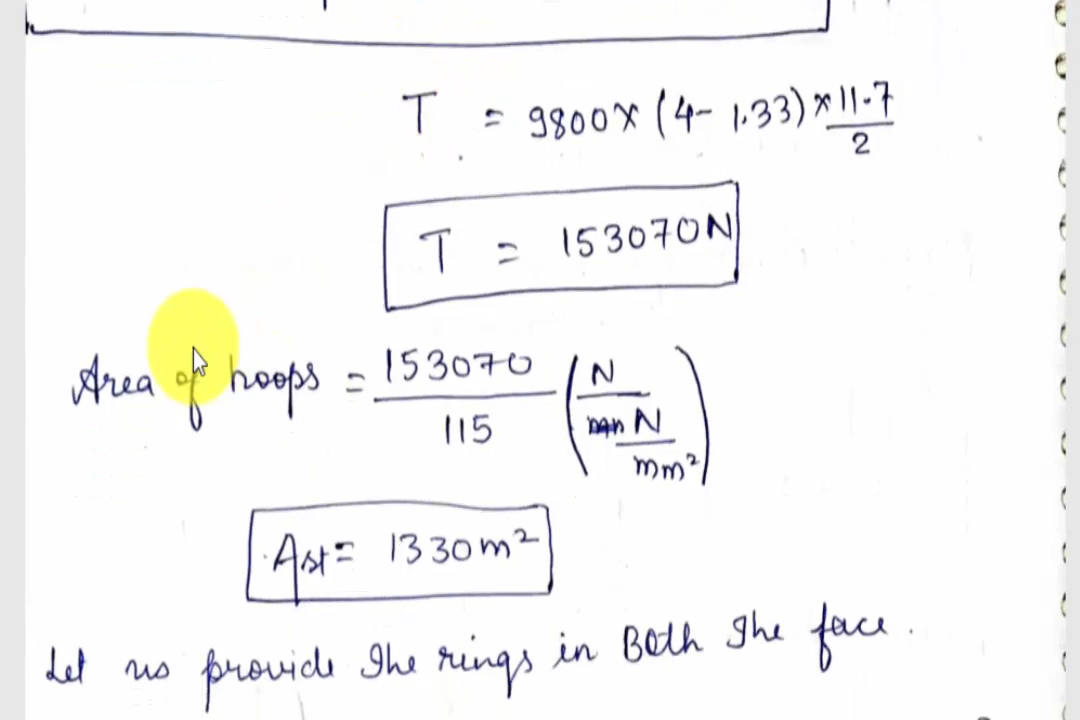 T = 9800 x (4 - 1.33) x 11.7/2
T = 153070N
Area of hoops = 153070/115 (N/N/mm²)
Ast = 1330m²
Let us provide the rings in Both the face.